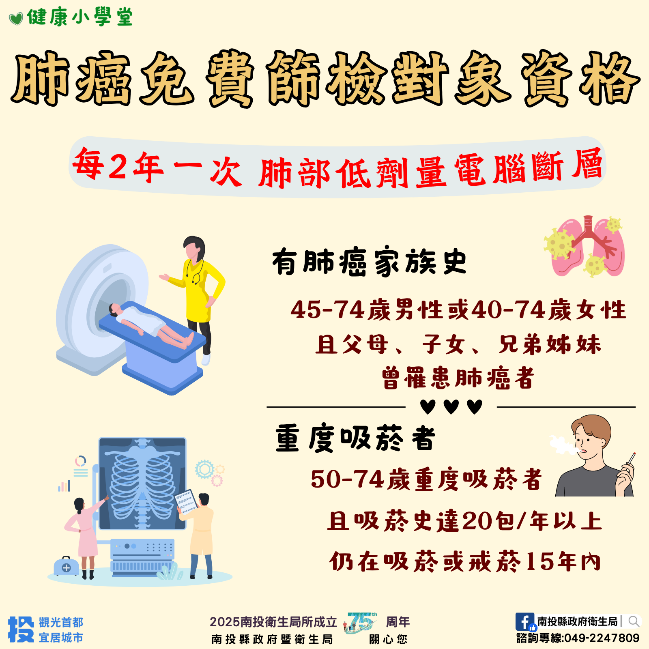 健康小學堂
肺癌免費篩檢對象資格
每2年一次 肺部低劑量電腦斷層
有肺癌家族史
45-74歲男性或40-74歲女性
且父母、子女、兄弟姊妹
曾罹患肺癌者
重度吸菸者
50-74歲重度吸菸者
且吸菸史達20包/年以上
仍在吸菸或戒菸15年內
投 觀光首都
宜居城市
2025南投衛生局所成立 75th 周年
南投縣政府暨衛生局 關心您
南投縣政府衛生局
諮詢專線:049-2247809